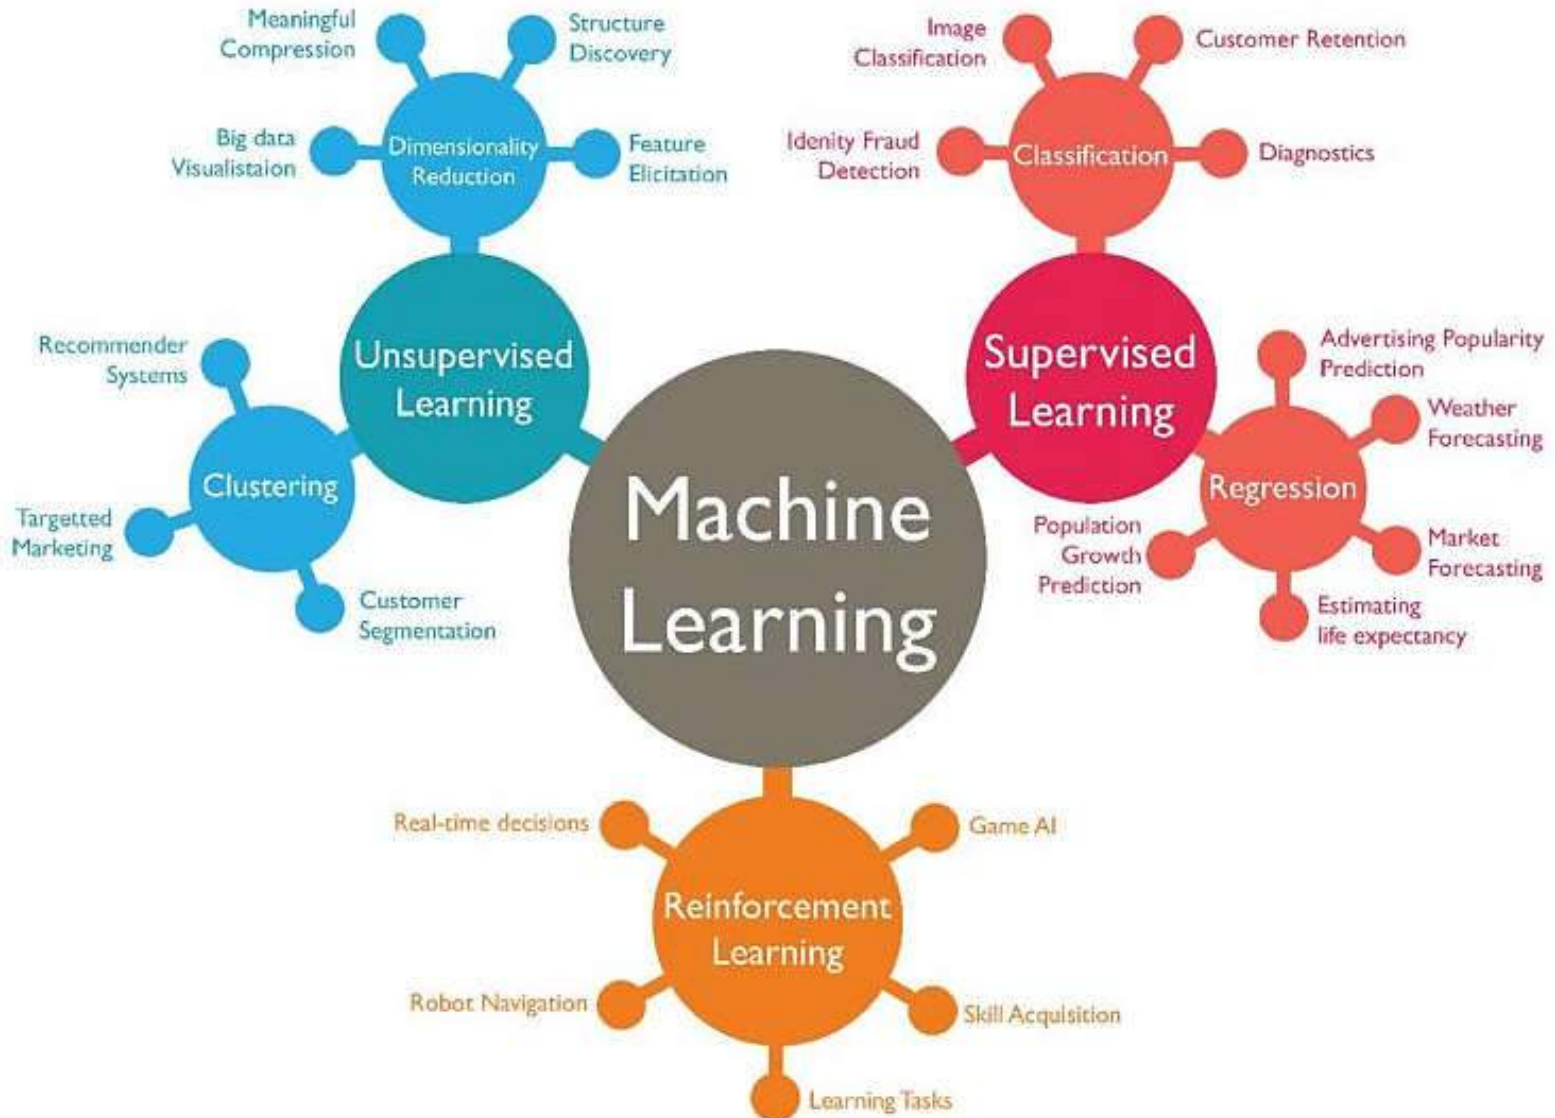 Meaningful
Compression
Structure
Discovery
Big data
Visualistaion
Dimensionality
Reduction
Feature
Elicitation
Image
Classification
Customer Retention
Idenity Fraud
Detection
Classification
Diagnostics
Recommender
Systems
Unsupervised
Learning
Clustering
Targetted
Marketing
Customer
Segmentation
Supervised
Learning
Advertising Popularity
Prediction
Weather
Forecasting
Regression
Population
Growth
Prediction
Market
Forecasting
Estimating
life expectancy
Machine
Learning
Real-time decisions
Game AI
Reinforcement
Learning
Robot Navigation
Skill Acquisition
Learning Tasks